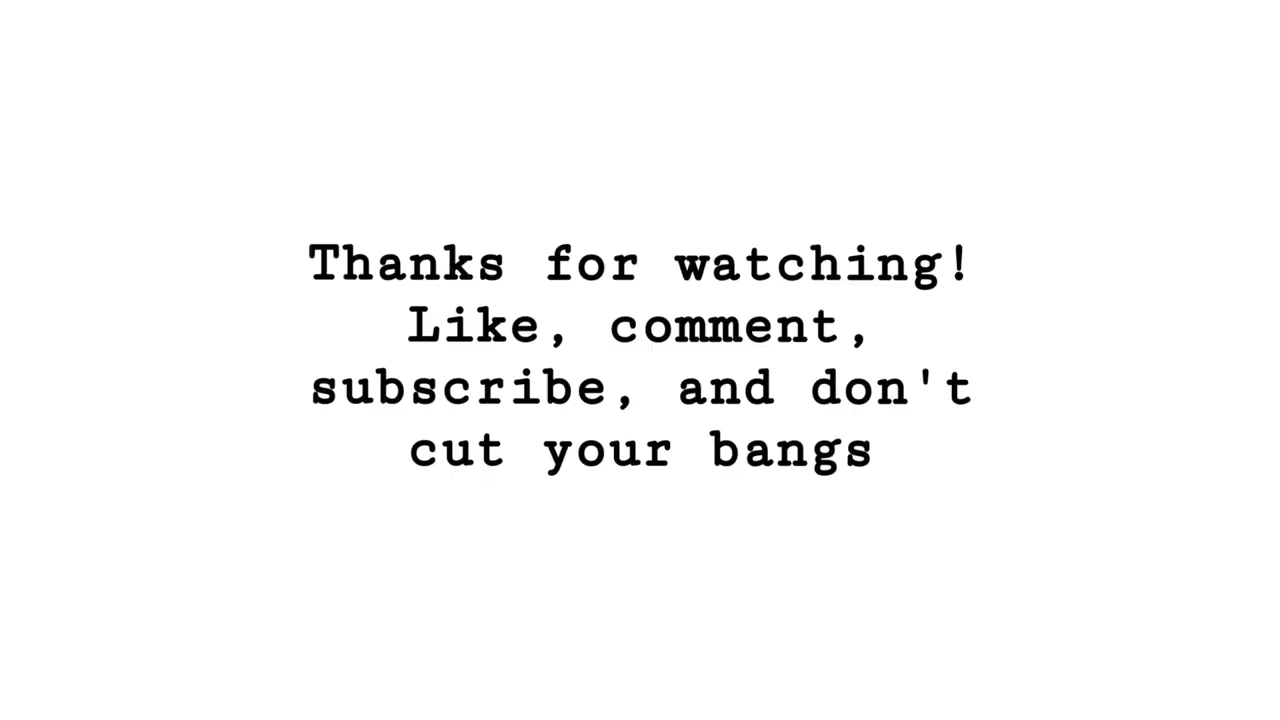 Thanks for watching!
Like, comment,
subscribe, and don't
cut your bangs